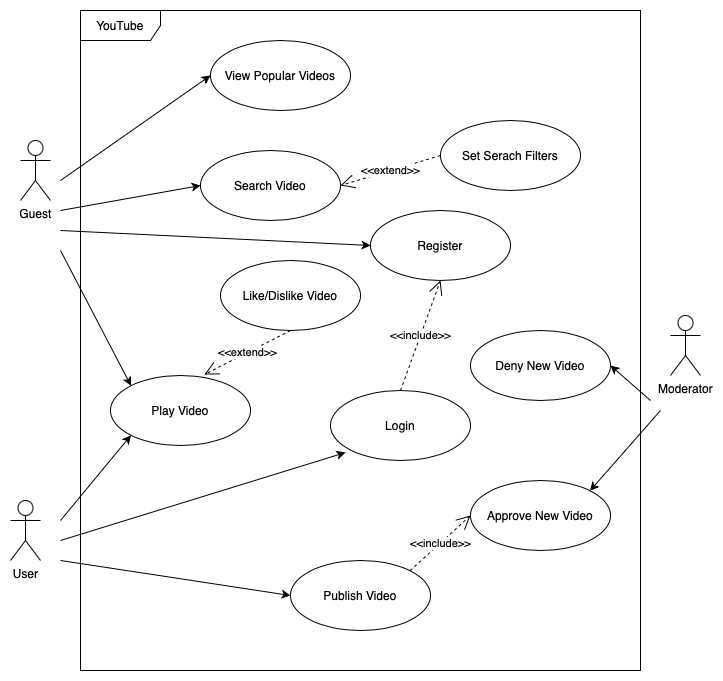 YouTube
View Popular Videos
Set Serach Filters
<<extend>>
Search Video
Guest
Register
Like/Dislike Video
<<include>>
<<extend>>
Deny New Video
Moderator
Play Video
Login
Approve New Video
<<include>>
User
Publish Video